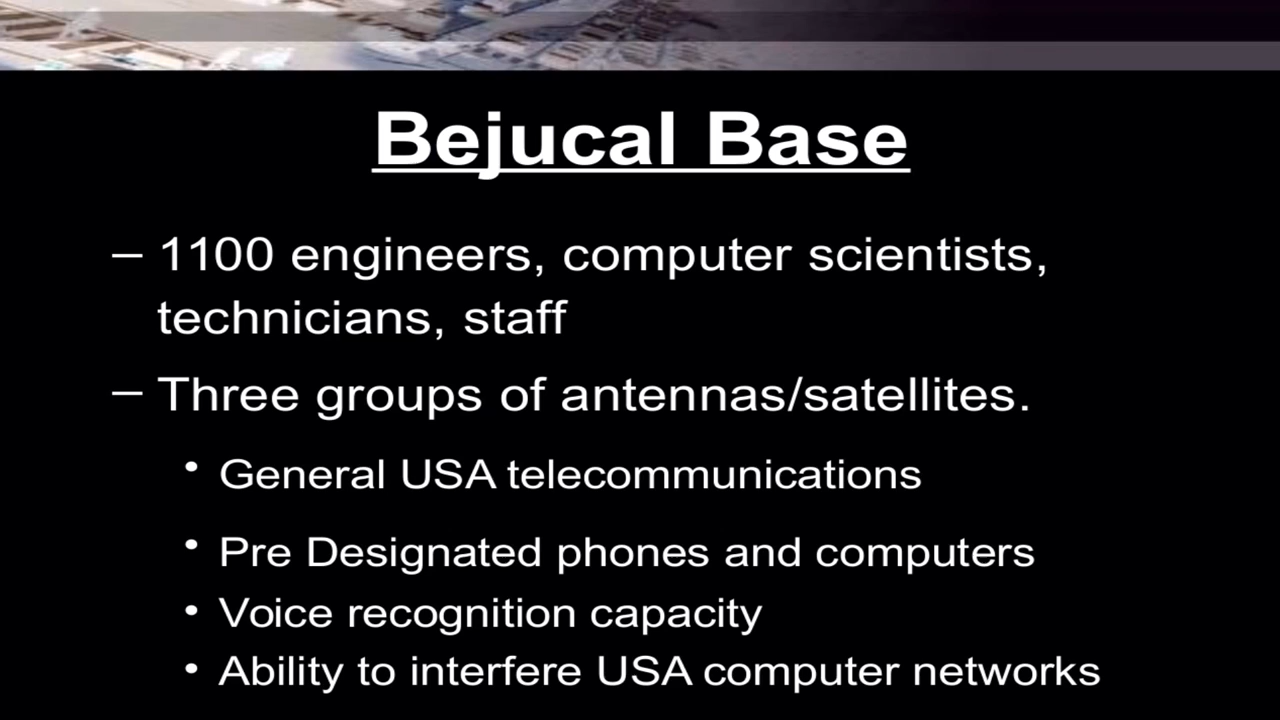 Bejucal Base
– 1100 engineers, computer scientists,
technicians, staff
– Three groups of antennas/satellites.
• General USA telecommunications
• Pre Designated phones and computers
• Voice recognition capacity
• Ability to interfere USA computer networks